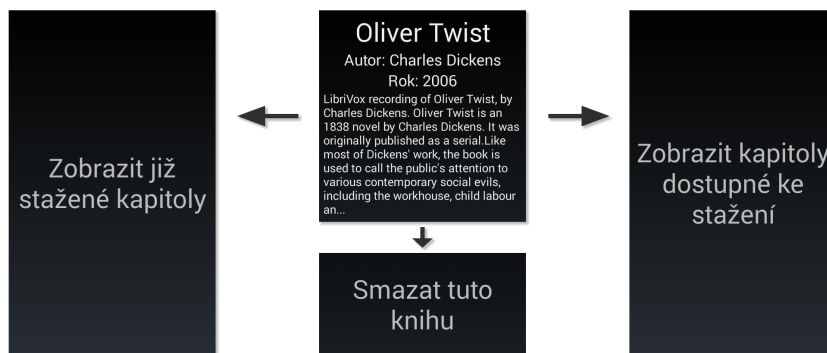 Zobrazit již
stažené kapitoly
Oliver Twist
Autor: Charles Dickens
Rok: 2006
LibriVox recording of Oliver Twist, by
Charles Dickens. Oliver Twist is an
1838 novel by Charles Dickens. It was
originally published as a serial.Like
most of Dickens' work, the book is
used to call the public's attention to
various contemporary social evils,
including the workhouse, child labour
an...
Smazat tuto
knihu
Zobrazit kapitoly
dostupné ke
stažení